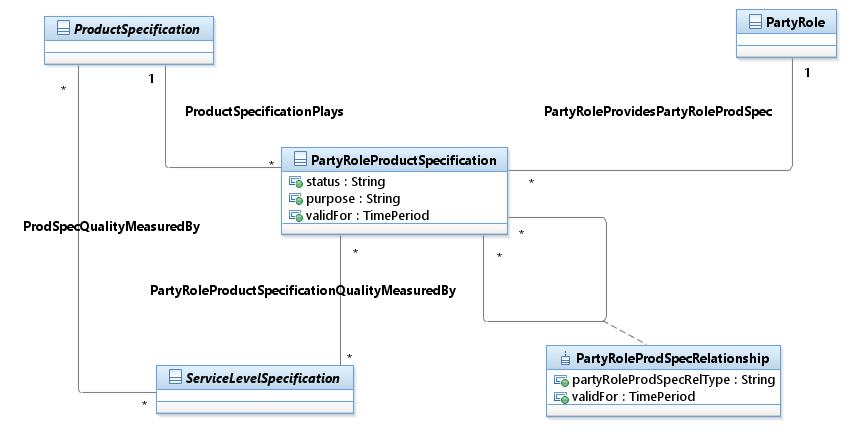 ProductSpecification
PartyRole
*
1
1
ProductSpecificationPlays
PartyRoleProvidesPartyRoleProdSpec
*
PartyRoleProductSpecification
*
status : String
purpose : String
validFor : TimePeriod
ProdSpecQualityMeasuredBy
*
*
*
PartyRoleProductSpecificationQualityMeasuredBy
*
PartyRoleProdSpecRelationship
ServiceLevelSpecification
partyRoleProdSpecRelType : String
validFor : TimePeriod
*